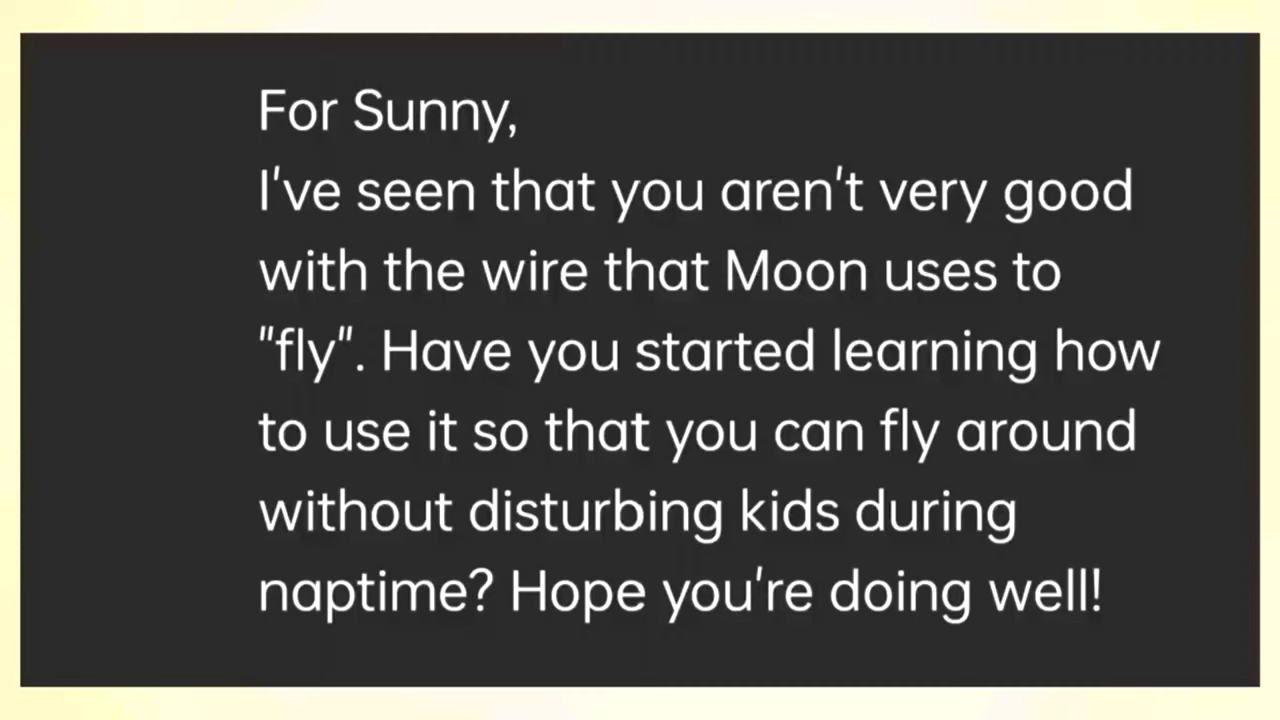 For Sunny,
I've seen that you aren't very good
with the wire that Moon uses to
"fly". Have you started learning how
to use it so that you can fly around
without disturbing kids during
naptime? Hope you're doing well!